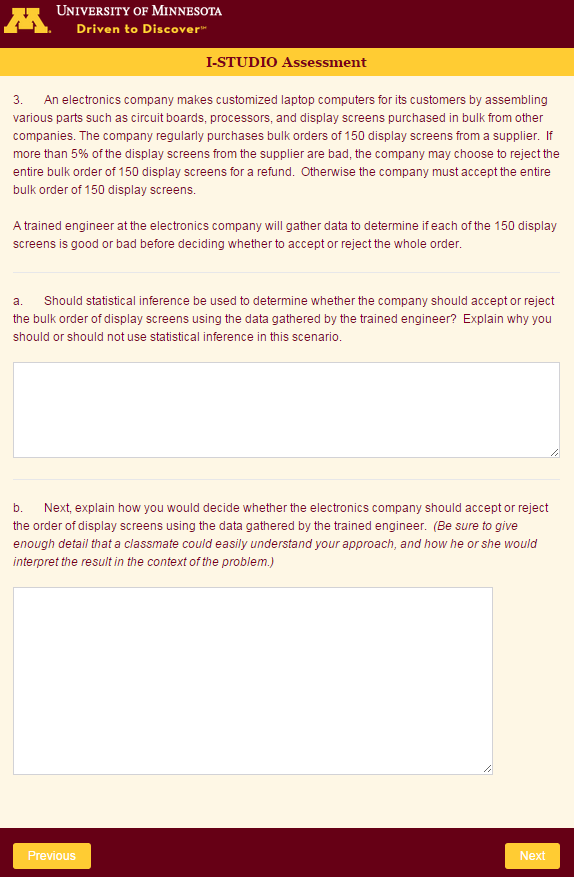 UNIVERSITY OF MINNESOTA
Driven to Discover℠
I-STUDIO Assessment
3. An electronics company makes customized laptop computers for its customers by assembling
various parts such as circuit boards, processors, and display screens purchased in bulk from other
companies. The company regularly purchases bulk orders of 150 display screens from a supplier. If
more than 5% of the display screens from the supplier are bad, the company may choose to reject the
entire bulk order of 150 display screens for a refund. Otherwise the company must accept the entire
bulk order of 150 display screens.
A trained engineer at the electronics company will gather data to determine if each of the 150 display
screens is good or bad before deciding whether to accept or reject the whole order.
a. Should statistical inference be used to determine whether the company should accept or reject
the bulk order of display screens using the data gathered by the trained engineer? Explain why you
should or should not use statistical inference in this scenario.
b. Next, explain how you would decide whether the electronics company should accept or reject
the order of display screens using the data gathered by the trained engineer. (Be sure to give
enough detail that a classmate could easily understand your approach, and how he or she would
interpret the result in the context of the problem.)
Previous
Next